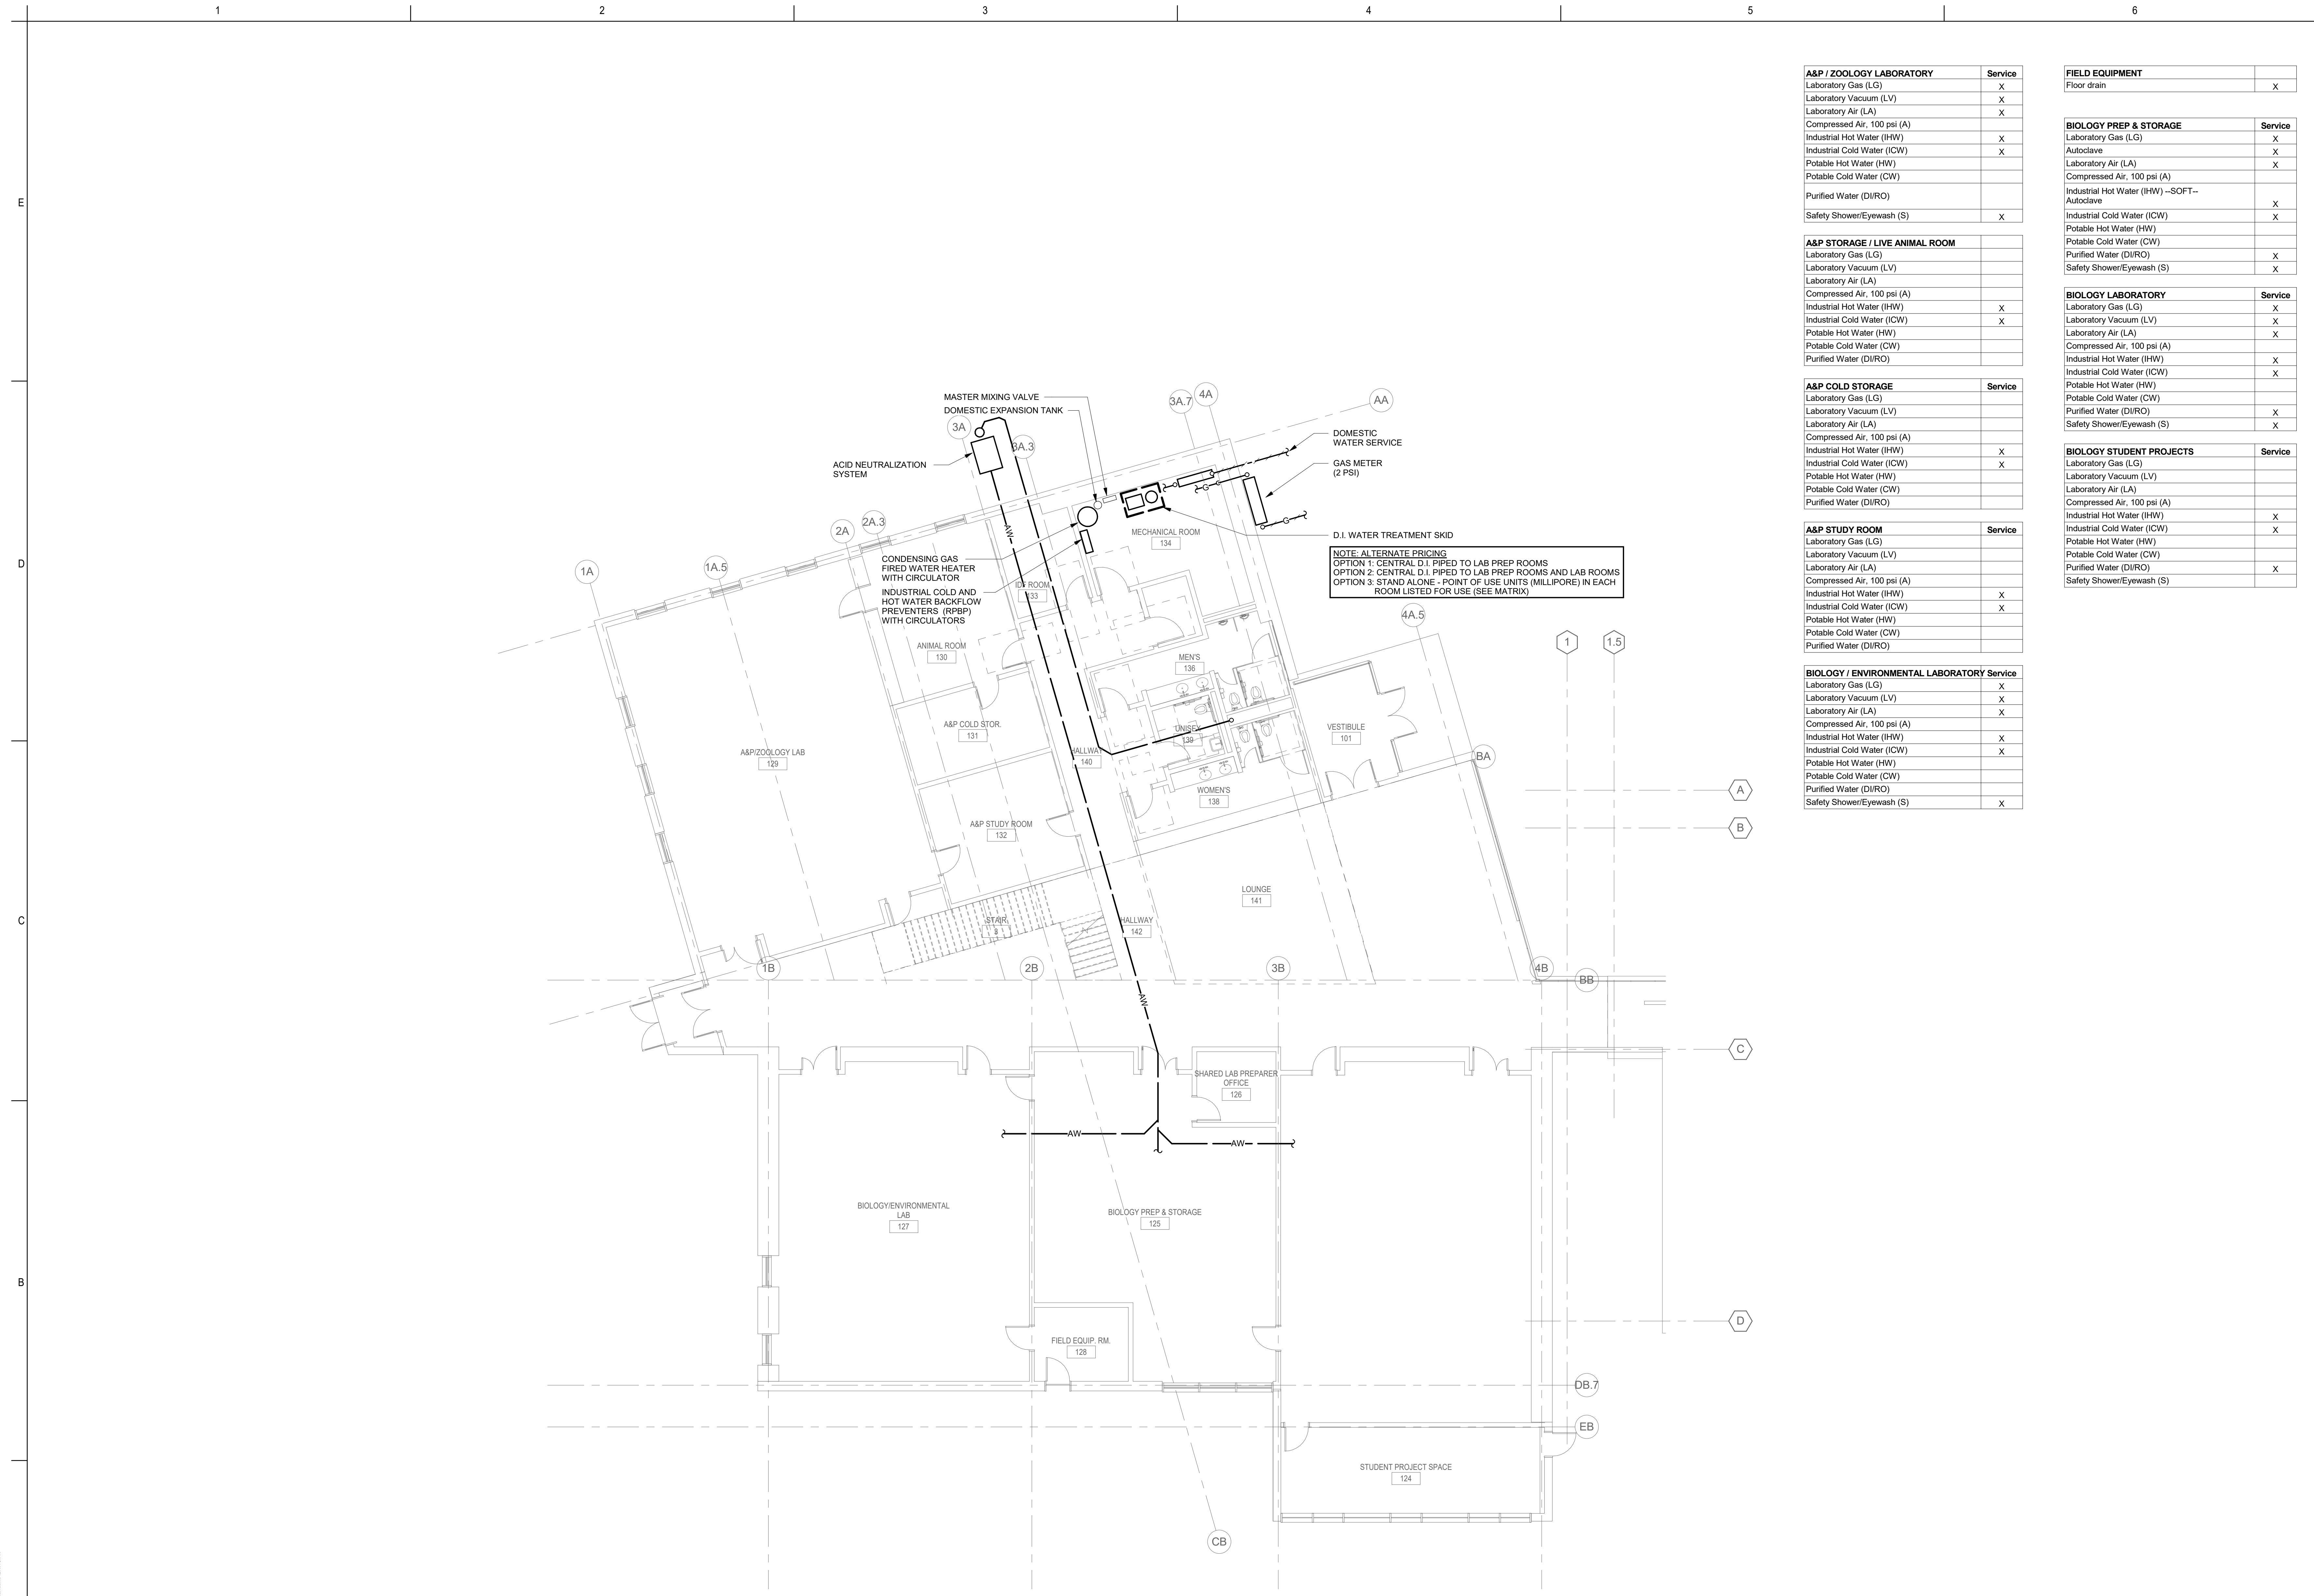 1
2
3
4
5
6
E
D
C
B
A&P / ZOOLOGY LABORATORY Service
Laboratory Gas (LG) X
Laboratory Vacuum (LV) X
Laboratory Air (LA) X
Compressed Air, 100 psi (A)
Industrial Hot Water (IHW) X
Industrial Cold Water (ICW) X
Potable Hot Water (HW)
Potable Cold Water (CW)
Purified Water (DI/RO)
Safety Shower/Eyewash (S) X
A&P STORAGE / LIVE ANIMAL ROOM
Laboratory Gas (LG)
Laboratory Vacuum (LV)
Laboratory Air (LA)
Compressed Air, 100 psi (A)
Industrial Hot Water (IHW) X
Industrial Cold Water (ICW) X
Potable Hot Water (HW)
Potable Cold Water (CW)
Purified Water (DI/RO)
A&P COLD STORAGE Service
Laboratory Gas (LG)
Laboratory Vacuum (LV)
Laboratory Air (LA)
Compressed Air, 100 psi (A)
Industrial Hot Water (IHW) X
Industrial Cold Water (ICW) X
Potable Hot Water (HW)
Potable Cold Water (CW)
Purified Water (DI/RO)
A&P STUDY ROOM Service
Laboratory Gas (LG)
Laboratory Vacuum (LV)
Laboratory Air (LA)
Compressed Air, 100 psi (A)
Industrial Hot Water (IHW) X
Industrial Cold Water (ICW) X
Potable Hot Water (HW)
Potable Cold Water (CW)
Purified Water (DI/RO)
BIOLOGY / ENVIRONMENTAL LABORATORY Service
Laboratory Gas (LG) X
Laboratory Vacuum (LV) X
Laboratory Air (LA) X
Compressed Air, 100 psi (A)
Industrial Hot Water (IHW) X
Industrial Cold Water (ICW) X
Potable Hot Water (HW)
Potable Cold Water (CW)
Purified Water (DI/RO)
Safety Shower/Eyewash (S) X
FIELD EQUIPMENT
Floor drain X
BIOLOGY PREP & STORAGE Service
Laboratory Gas (LG) X
Autoclave X
Laboratory Air (LA) X
Compressed Air, 100 psi (A)
Industrial Hot Water (IHW) --SOFT--
Autoclave X
Industrial Cold Water (ICW) X
Potable Hot Water (HW)
Potable Cold Water (CW)
Purified Water (DI/RO) X
Safety Shower/Eyewash (S) X
BIOLOGY LABORATORY Service
Laboratory Gas (LG) X
Laboratory Vacuum (LV) X
Laboratory Air (LA) X
Compressed Air, 100 psi (A)
Industrial Hot Water (IHW) X
Industrial Cold Water (ICW) X
Potable Hot Water (HW)
Potable Cold Water (CW)
Purified Water (DI/RO) X
Safety Shower/Eyewash (S) X
BIOLOGY STUDENT PROJECTS Service
Laboratory Gas (LG)
Laboratory Vacuum (LV)
Laboratory Air (LA)
Compressed Air, 100 psi (A)
Industrial Hot Water (IHW) X
Industrial Cold Water (ICW) X
Potable Hot Water (HW)
Potable Cold Water (CW)
Purified Water (DI/RO) X
Safety Shower/Eyewash (S)
MASTER MIXING VALVE
DOMESTIC EXPANSION TANK
3A
3A.3
3A.7
4A
AA
DOMESTIC
WATER SERVICE
GAS METER
(2 PSI)
ACID NEUTRALIZATION
SYSTEM
G
G
G
AW
2A
2A.3
1A
1A.5
MECHANICAL ROOM
134
D.I. WATER TREATMENT SKID
NOTE: ALTERNATE PRICING
OPTION 1: CENTRAL D.I. PIPED TO LAB PREP ROOMS
OPTION 2: CENTRAL D.I. PIPED TO LAB PREP ROOMS AND LAB ROOMS
OPTION 3: STAND ALONE - POINT OF USE UNITS (MILLIPORE) IN EACH
ROOM LISTED FOR USE (SEE MATRIX)
CONDENSING GAS
FIRED WATER HEATER
WITH CIRCULATOR
INDUSTRIAL COLD AND
HOT WATER BACKFLOW
PREVENTERS (RPBP)
WITH CIRCULATORS
IDF ROOM
133
4A.5
1
1.5
ANIMAL ROOM
130
MEN'S
136
A&P COLD STOR.
131
UNISEX
139
VESTIBULE
101
A&P/ZOOLOGY LAB
129
HALLWAY
140
BA
WOMEN'S
138
A
B
A&P STUDY ROOM
132
LOUNGE
141
STAIR
3
HALLWAY
142
1B
2B
3B
4B
BB
AW
C
SHARED LAB PREPARER
OFFICE
126
AW
AW
BIOLOGY/ENVIRONMENTAL
LAB
127
BIOLOGY PREP & STORAGE
125
D
FIELD EQUIP. RM.
128
DB.7
EB
STUDENT PROJECT SPACE
124
CB